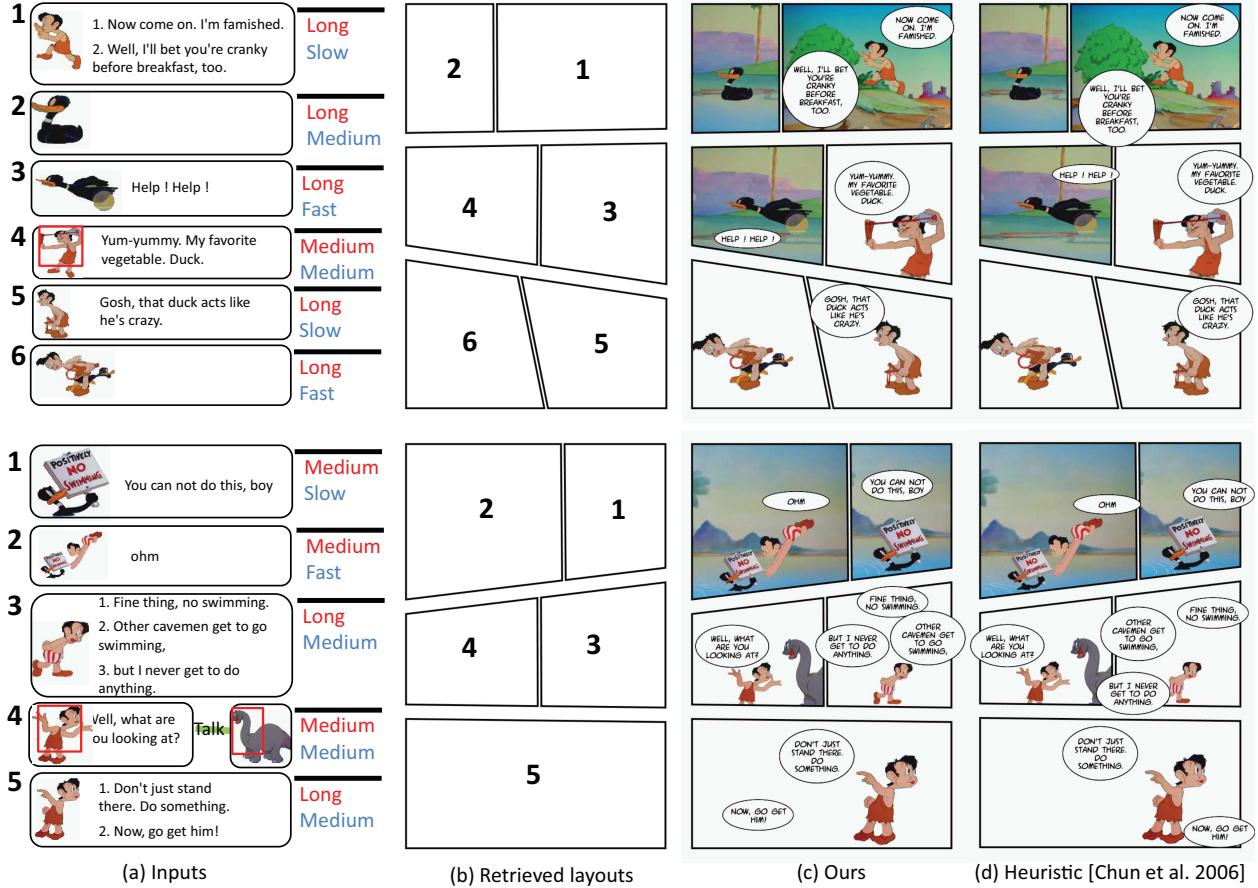 1
1. Now come on. I'm famished.
2. Well, I'll bet you're cranky
before breakfast, too.
Long
Slow
2
Long
Medium
3
Help ! Help !
Long
Fast
4
Yum-yummy. My favorite
vegetable. Duck.
Medium
Medium
5
Gosh, that duck acts like
he's crazy.
Long
Slow
6
Long
Fast
2
1
4
3
6
5
NOW COME
ON. I'M
FAMISHED.
WELL, I'LL BET
YOU'RE
CRANKY
BEFORE
BREAKFAST,
TOO.
YUM-YUMMY.
MY FAVORITE
VEGETABLE.
DUCK.
HELP ! HELP !
GOSH, THAT
DUCK ACTS
LIKE HE'S
CRAZY.
NOW COME
ON. I'M
FAMISHED.
WELL, I'LL BET
YOU'RE
CRANKY
BEFORE
BREAKFAST,
TOO.
HELP ! HELP !
YUM-YUMMY.
MY FAVORITE
VEGETABLE.
DUCK.
GOSH, THAT
DUCK ACTS
LIKE HE'S
CRAZY.
1
POSITIVELY
NO
SWIMMING
You can not do this, boy
Medium
Slow
2
POSITIVELY
NO
SWIMMING
ohm
Medium
Fast
3
1. Fine thing, no swimming.
2. Other cavemen get to go
swimming,
3. but I never get to do
anything.
Long
Medium
4
Well, what are
you looking at?
Talk
Medium
Medium
5
1. Don't just stand
there. Do something.
2. Now, go get him!
Long
Medium
2
1
4
3
5
OHM
YOU CAN NOT
DO THIS, BOY
POSITIVELY
NO
SWIMMING
POSITIVELY
NO
SWIMMING
FINE THING,
NO SWIMMING.
OTHER
CAVEMEN GET
TO GO
SWIMMING,
BUT I NEVER
GET TO DO
ANYTHING.
WELL, WHAT
ARE YOU
LOOKING AT?
DON'T JUST
STAND THERE.
DO
SOMETHING.
NOW, GO GET
HIM!
OHM
YOU CAN NOT
DO THIS, BOY
POSITIVELY
NO
SWIMMING
POSITIVELY
NO
SWIMMING
FINE THING,
NO SWIMMING.
OTHER
CAVEMEN GET
TO GO
SWIMMING,
BUT I NEVER
GET TO DO
ANYTHING.
WELL, WHAT
ARE YOU
LOOKING AT?
DON'T JUST
STAND THERE.
DO
SOMETHING.
NOW, GO GET
HIM!
(a) Inputs
(b) Retrieved layouts
(c) Ours
(d) Heuristic [Chun et al. 2006]